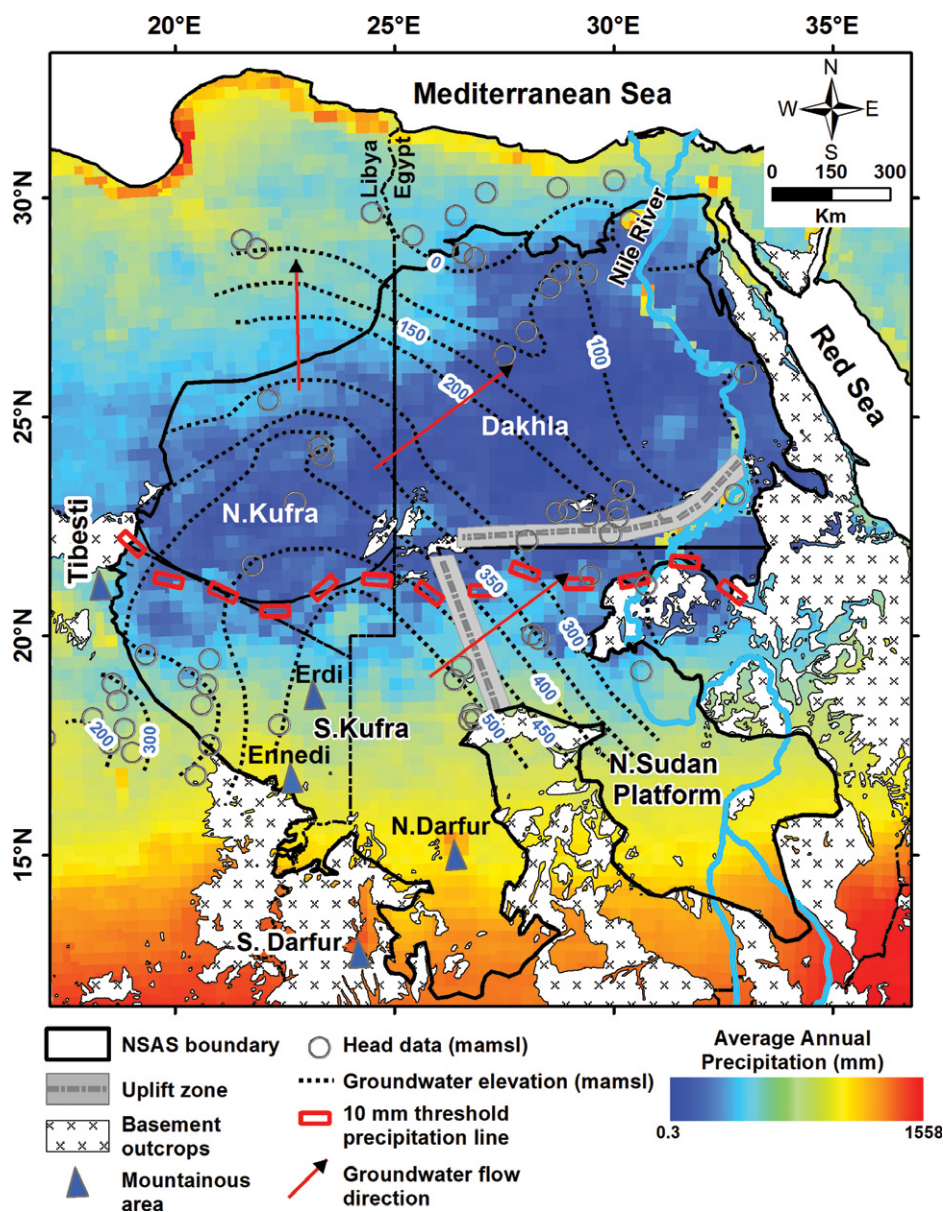 20°E 25°E 30°E 35°E
Mediterranean Sea
N
W E
S
0 150 300
Km
Libya
Egypt
30°N
25°N
20°N
15°N
Nile River
Red Sea
0
150
200
100
Dakhla
N.Kufra
Tibesti
350
300
400
450
500
Erdi
S.Kufra
200
300
Ennedi
N.Sudan
Platform
N.Darfur
S. Darfur
NSAS boundary
Uplift zone
Basement
outcrops
Mountainous
area
Head data (mamsl)
Groundwater elevation (mamsl)
10 mm threshold
precipitation line
Groundwater flow
direction
Average Annual
Precipitation (mm)
0.3 1558